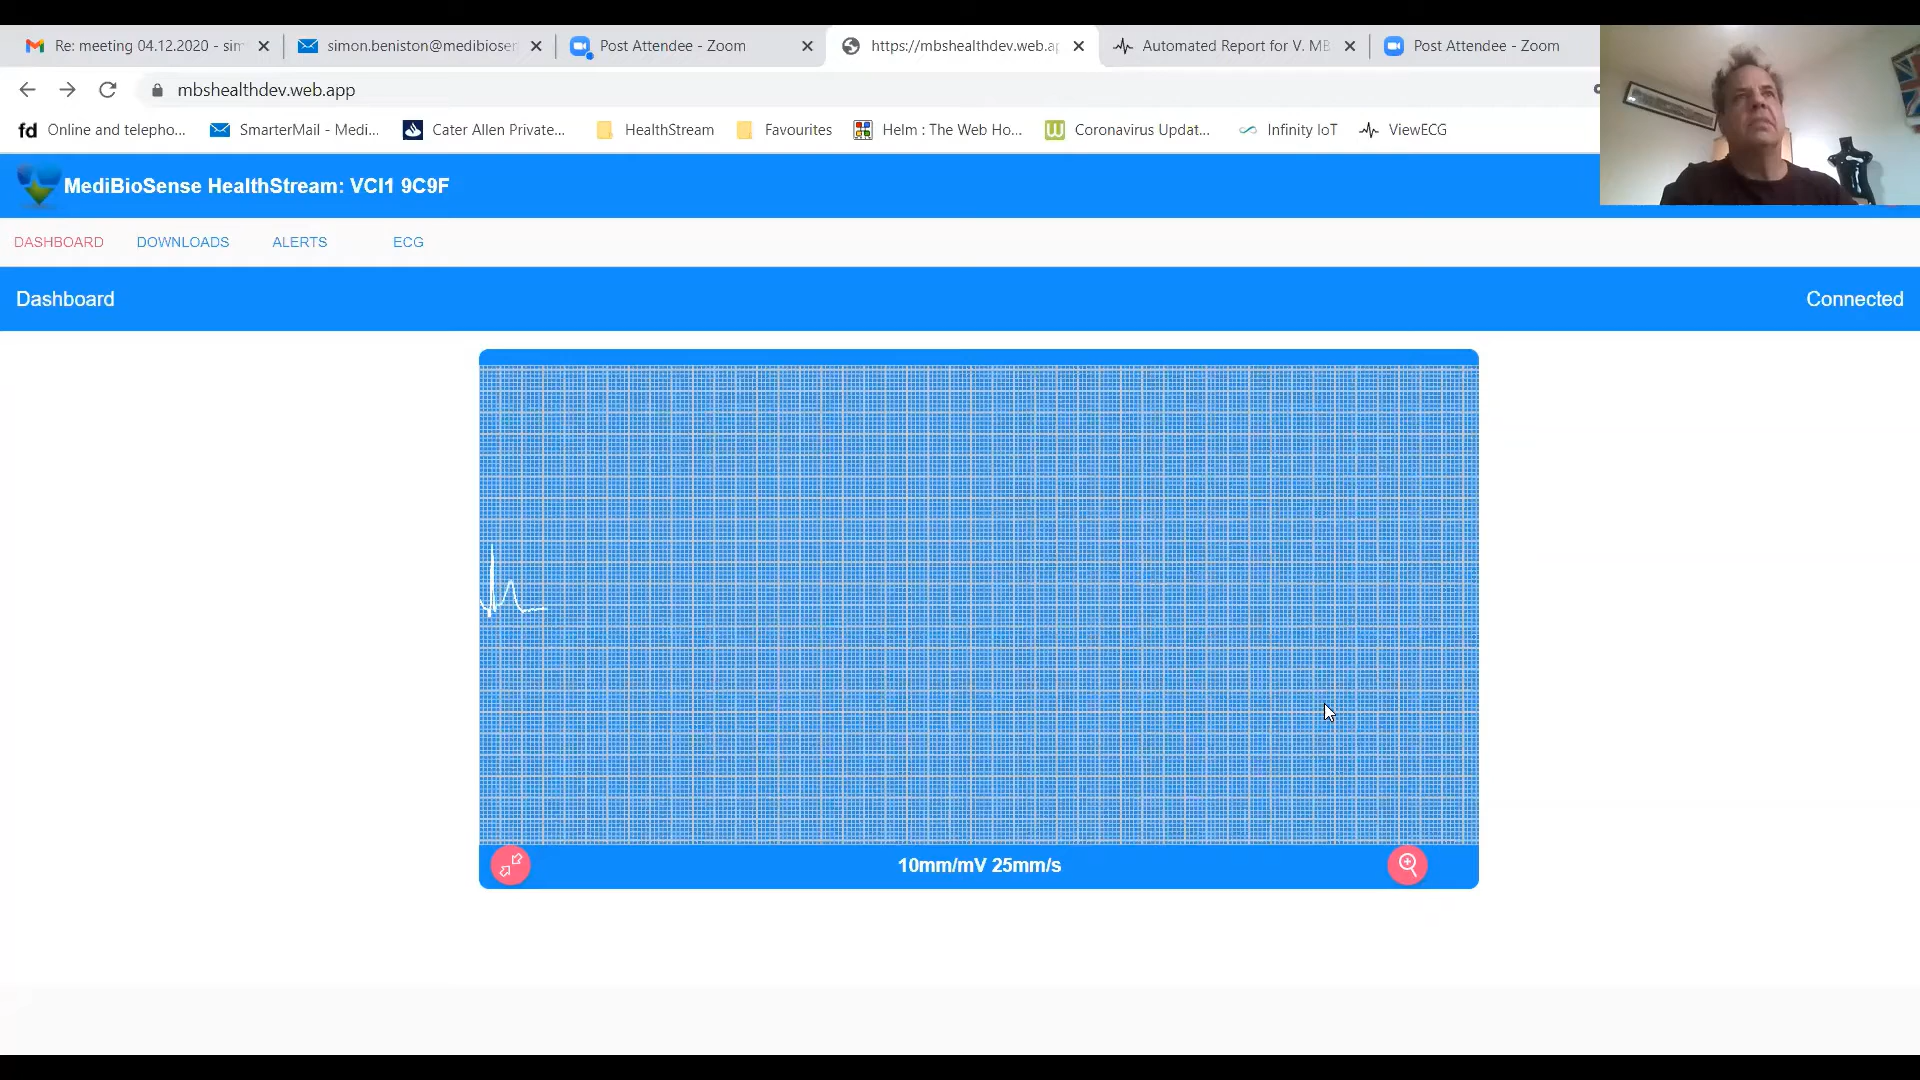 Re: meeting 04.12.2020 - sim
simon.beniston@medibioser
Post Attendee - Zoom
https://mbshealthdev.web.ap
Automated Report for V. MB
Post Attendee - Zoom
mbshealthdev.web.app
fd Online and telepho...
SmarterMail - Medi...
Cater Allen Private...
HealthStream
Favourites
Helm : The Web Ho...
Coronavirus Updat...
Infinity IoT
ViewECG
MediBioSense HealthStream: VCI1 9C9F
DASHBOARD DOWNLOADS ALERTS ECG
Dashboard
Connected
10mm/mV 25mm/s